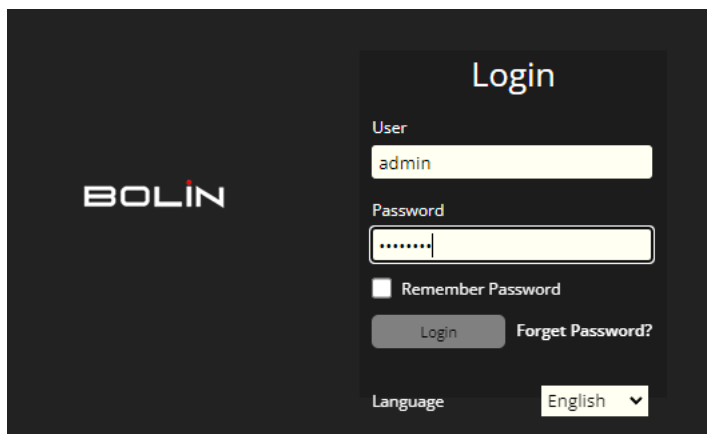 BOLIN
Login
User
admin
Password
••••••••
Remember Password
Login
Forget Password?
Language
English